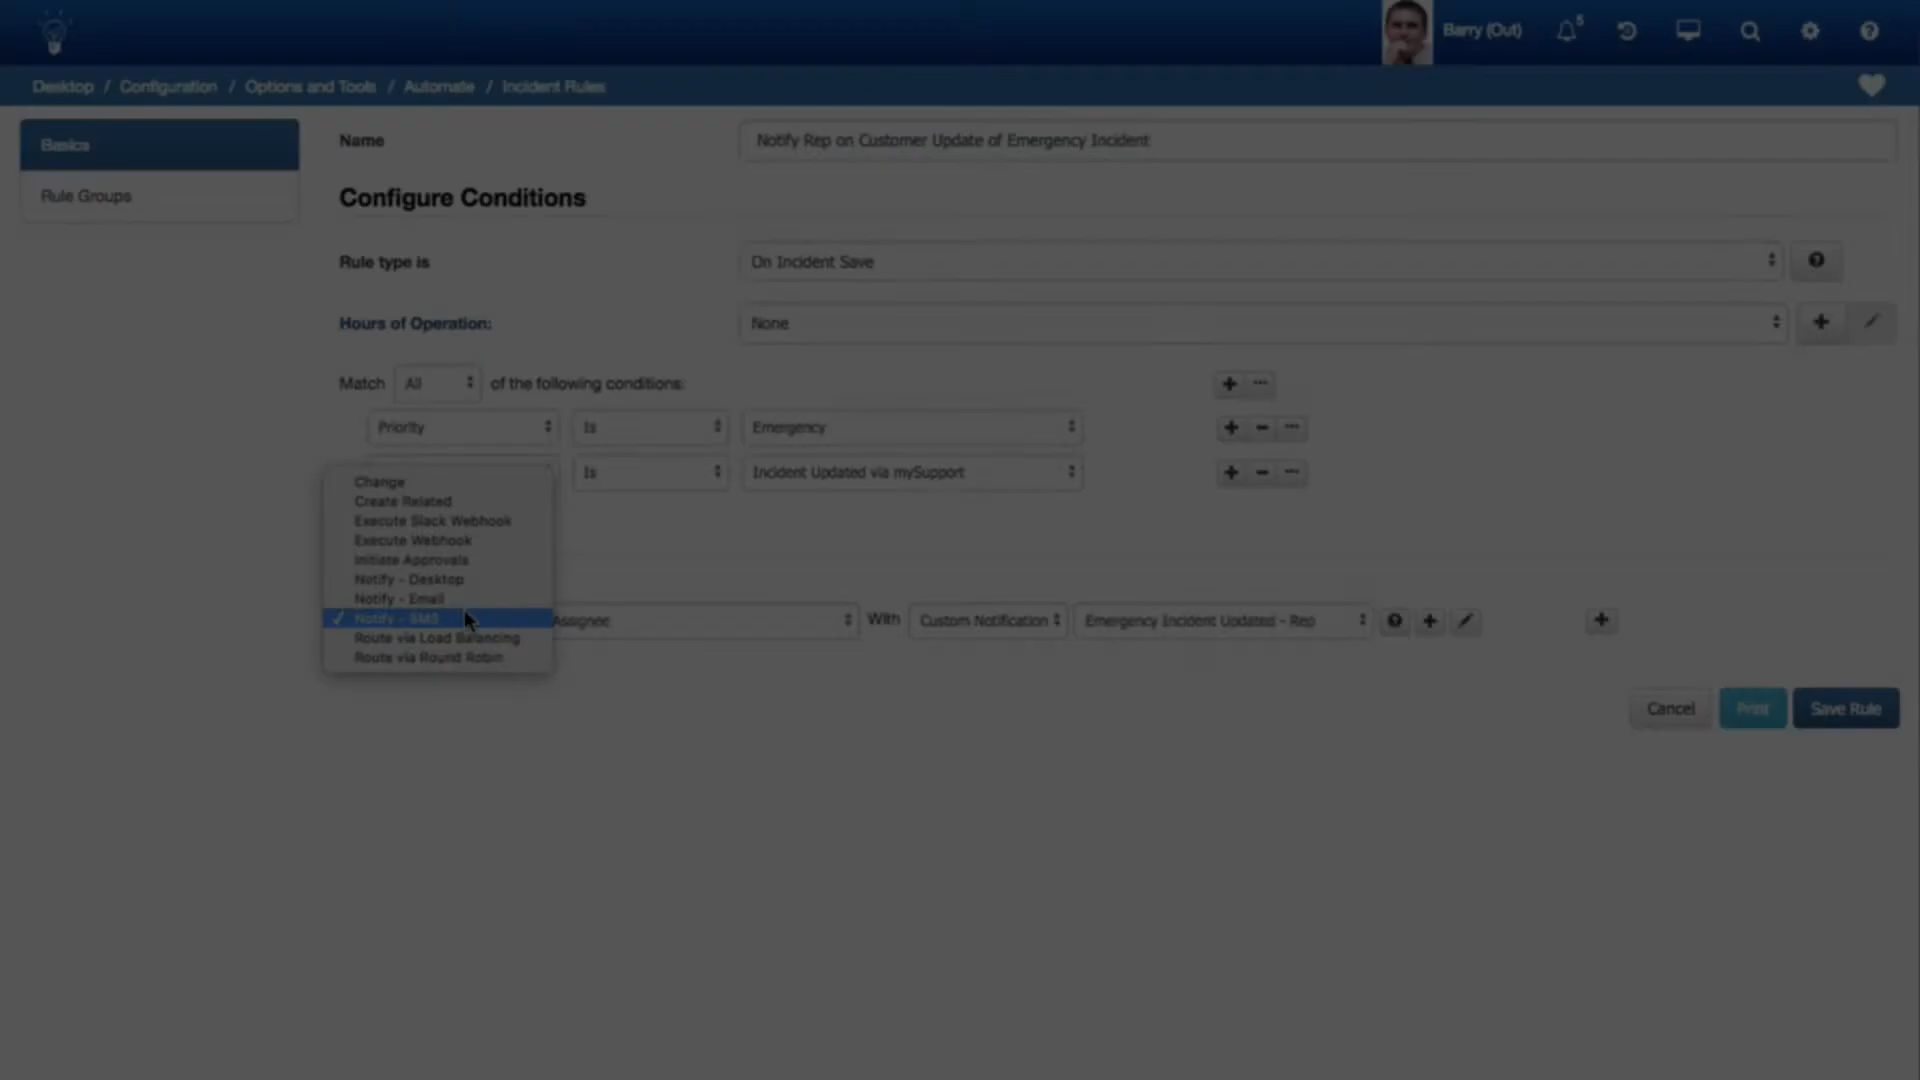 Barry (Out) 5
Desktop / Configuration / Options and Tools / Automate / Incident Rules
Basics
Rule Groups
Name Notify Rep on Customer Update of Emergency Incident
Configure Conditions
Rule type is On Incident Save
Hours of Operation: None
Match All of the following conditions:
Priority Is Emergency
Is Incident Updated via mySupport
Change
Create Related
Execute Slack Webhook
Execute Webhook
Initiate Approvals
Notify - Desktop
Notify - Email
✓ Notify - SMS Assignee With Custom Notification Emergency Incident Updated - Rep
Route via Load Balancing
Route via Round Robin
Cancel Print Save Rule